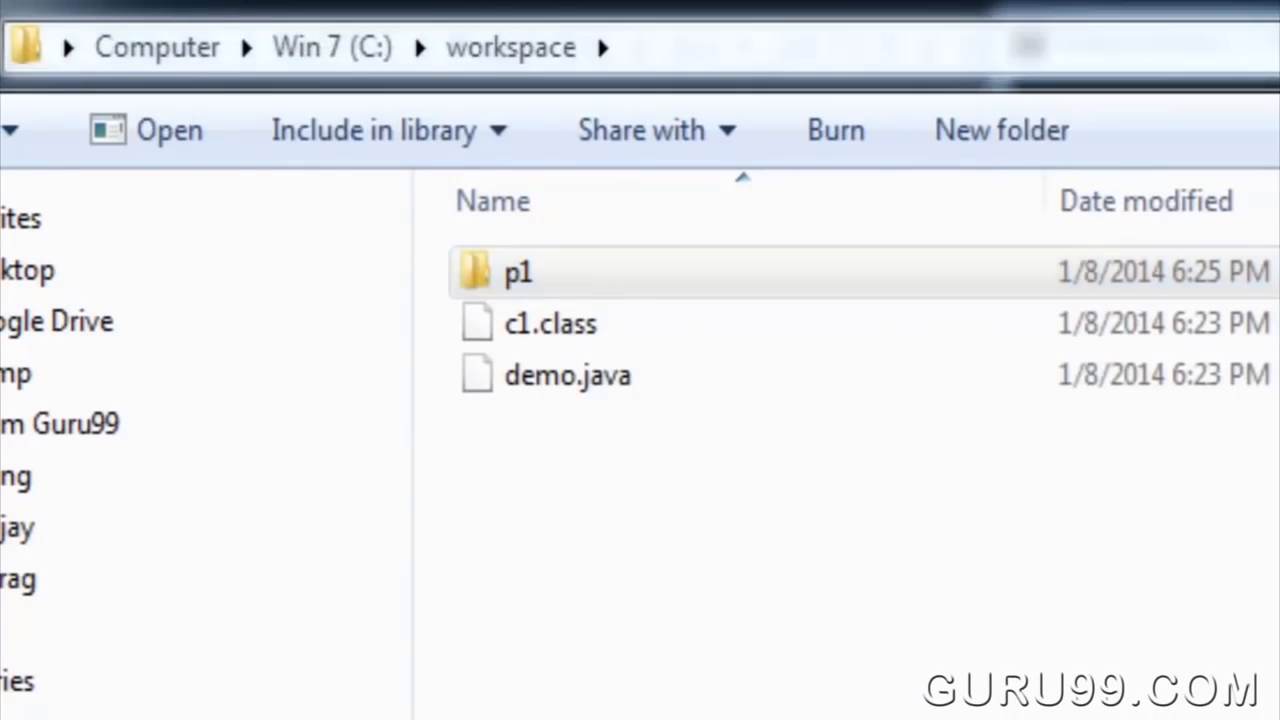 Computer Win 7 (C:) workspace
Open Include in library Share with Burn New folder
Name Date modified
ites
ktop
ogle Drive
mp
m Guru99
ng
jay
rag
ries
p1 1/8/2014 6:25 PM
c1.class 1/8/2014 6:23 PM
demo.java 1/8/2014 6:23 PM
GURU99.COM